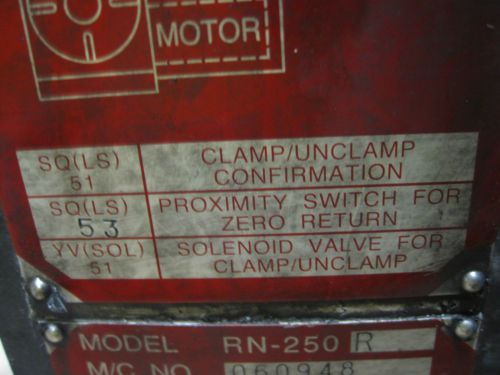 MOTOR
SQ(LS) 51 CLAMP/UNCLAMP CONFIRMATION
SQ(LS) 53 PROXIMITY SWITCH FOR ZERO RETURN
YV(SOL) 51 SOLENOID VALVE FOR CLAMP/UNCLAMP
MODEL RN-250 R
M/C NO 060948